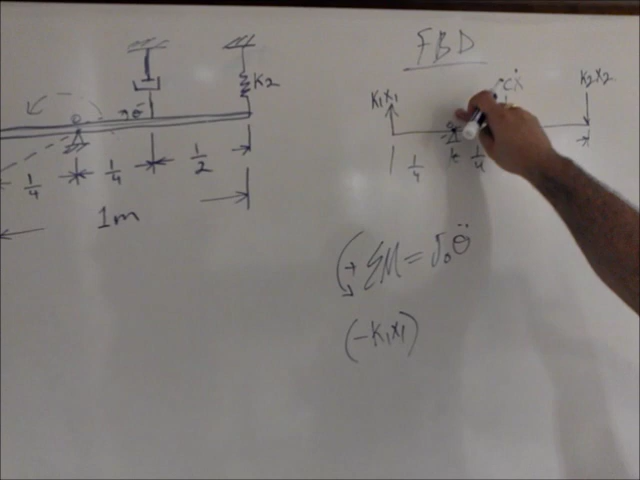 FBD
K2
K1x1
cẋ
K2x2
θ
1/4
1/4
1/2
1/4
1/4
1m
+ ΣM = J₀θ̈
(-K1x1)